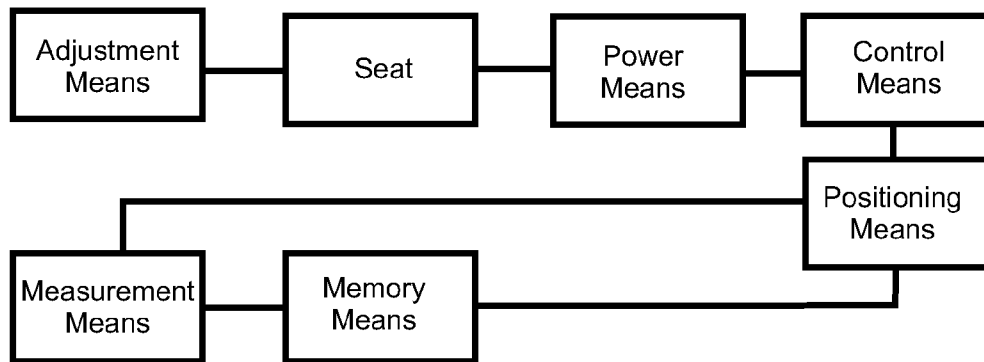 Adjustment
Means
Seat
Power
Means
Control
Means
Positioning
Means
Measurement
Means
Memory
Means